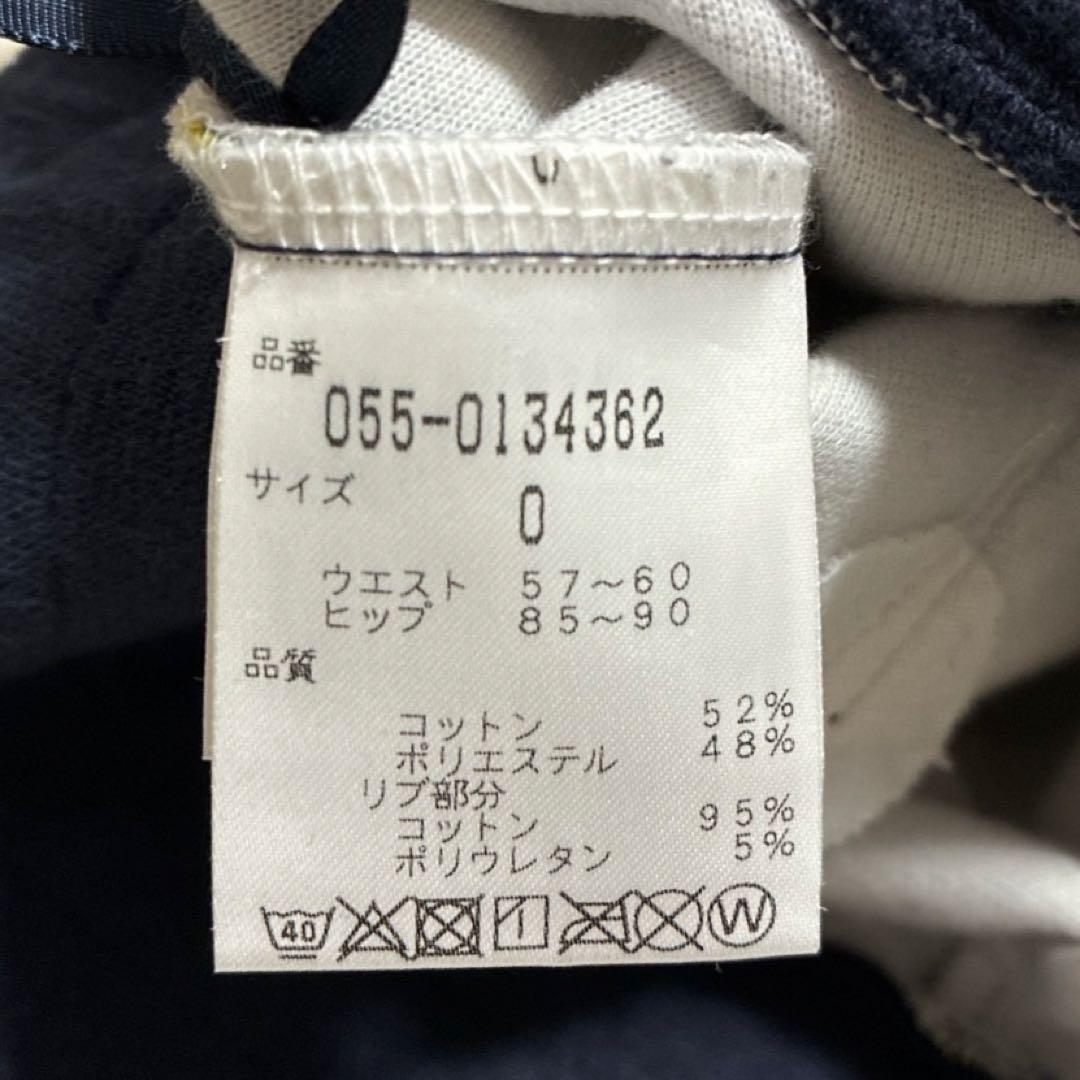 品番
055-0134362
サイズ
0
ウエスト 57~60
ヒップ 85~90
品質
コットン 52%
ポリエステル 48%
リブ部分
コットン 95%
ポリウレタン 5%
40 W